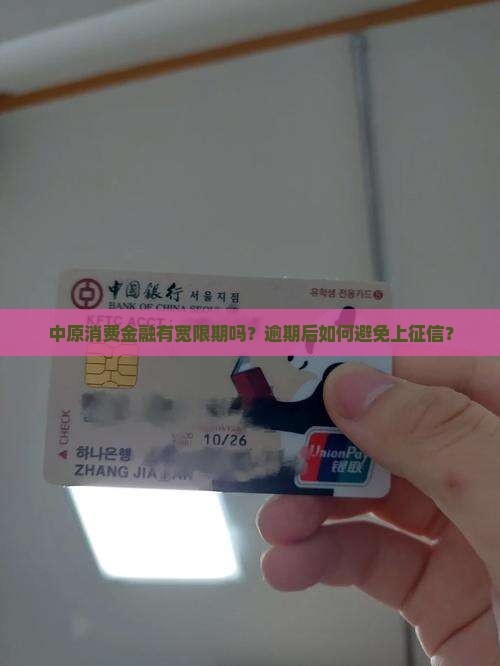 中国银行 서울지점 유학생 전용카드
BANK OF CHINA SEOUL
KFTC ACCT
中原消费金融有宽限期吗？逾期后如何避免上征信？
CHECK
10/26
하나은행
ZHANG JIA
UnionPay
银联